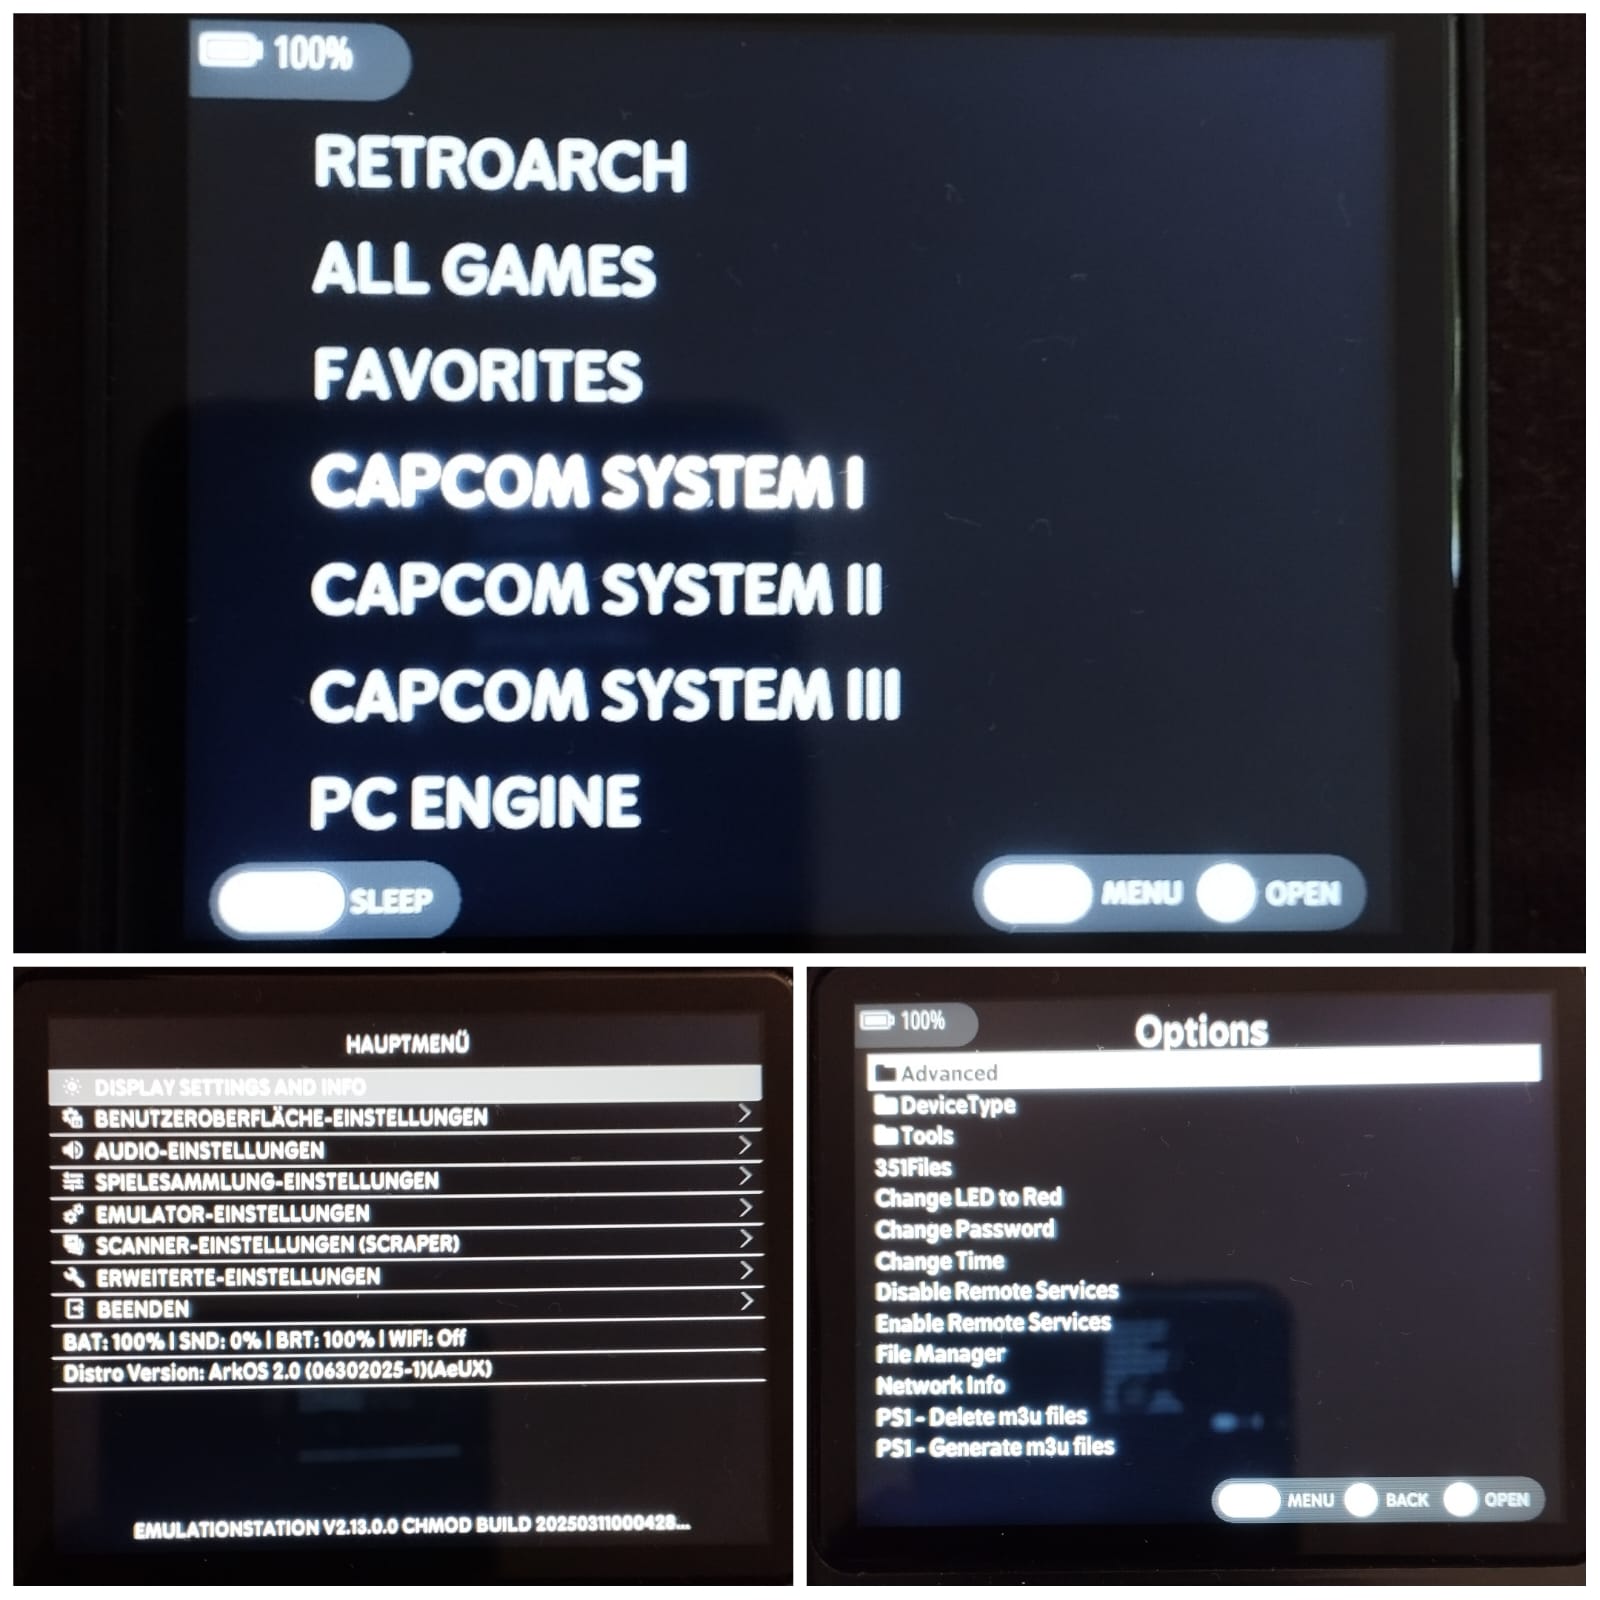 100%
RETROARCH
ALL GAMES
FAVORITES
CAPCOM SYSTEM I
CAPCOM SYSTEM II
CAPCOM SYSTEM III
PC ENGINE
SLEEP
MENU OPEN
HAUPTMENÜ
DISPLAY SETTINGS AND INFO
BENUTZEROBERFLÄCHE-EINSTELLUNGEN
AUDIO-EINSTELLUNGEN
SPIELESAMMLUNG-EINSTELLUNGEN
EMULATOR-EINSTELLUNGEN
SCANNER-EINSTELLUNGEN (SCRAPER)
ERWEITERTE-EINSTELLUNGEN
BEENDEN
BAT: 100% | SND: 0% | BRT: 100% | WIFI: Off
Distro Version: ArkOS 2.0 (06302025-1)(AeUX)
EMULATIONSTATION V2.13.0.0 CHMOD BUILD 20250311000428...
100%
Options
Advanced
DeviceType
Tools
351Files
Change LED to Red
Change Password
Change Time
Disable Remote Services
Enable Remote Services
File Manager
Network Info
PS1 - Delete m3u files
PS1 - Generate m3u files
MENU BACK OPEN